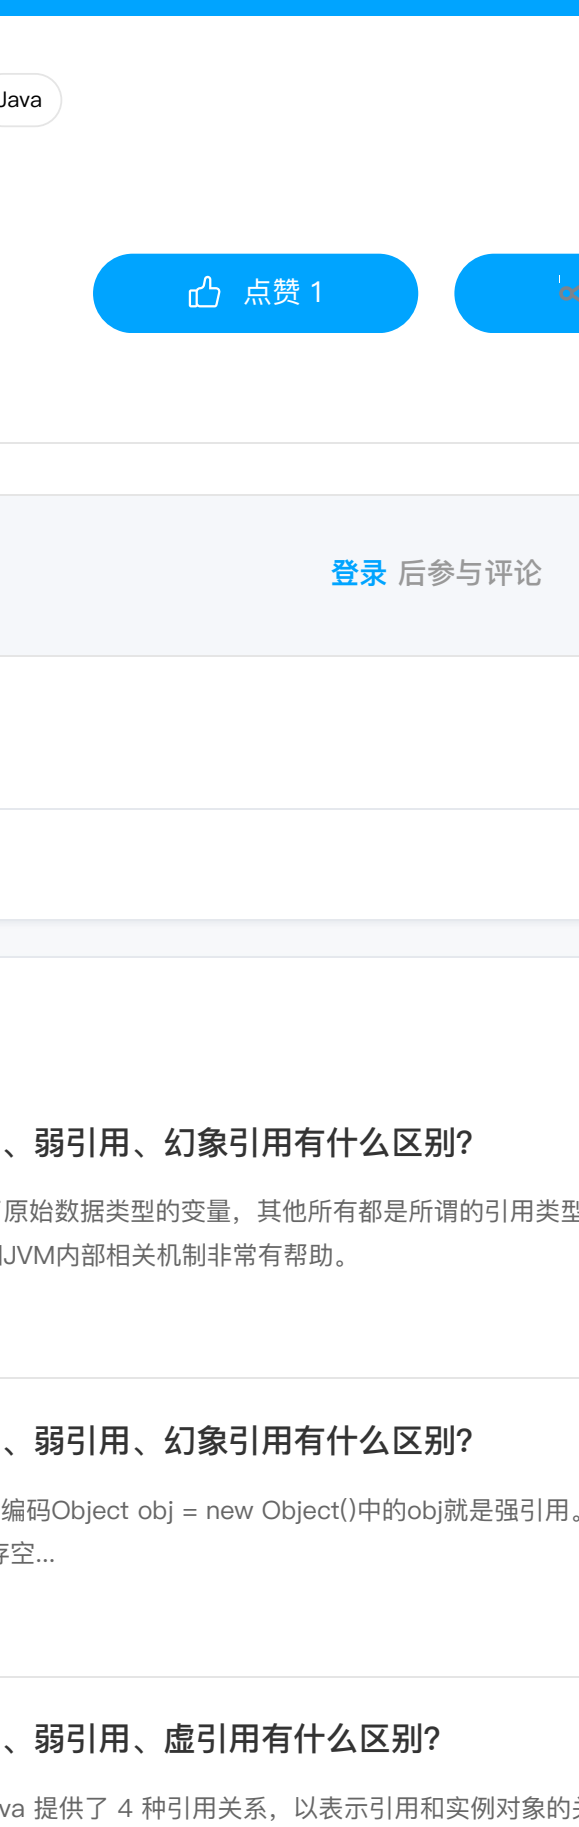 Java
点赞 1
登录 后参与评论
、弱引用、幻象引用有什么区别?
原始数据类型的变量，其他所有都是所谓的引用类型
JVM内部相关机制非常有帮助。
、弱引用、幻象引用有什么区别?
编码Object obj = new Object()中的obj就是强引用。
存空...
、弱引用、虚引用有什么区别?
va 提供了 4 种引用关系，以表示引用和实例对象的关